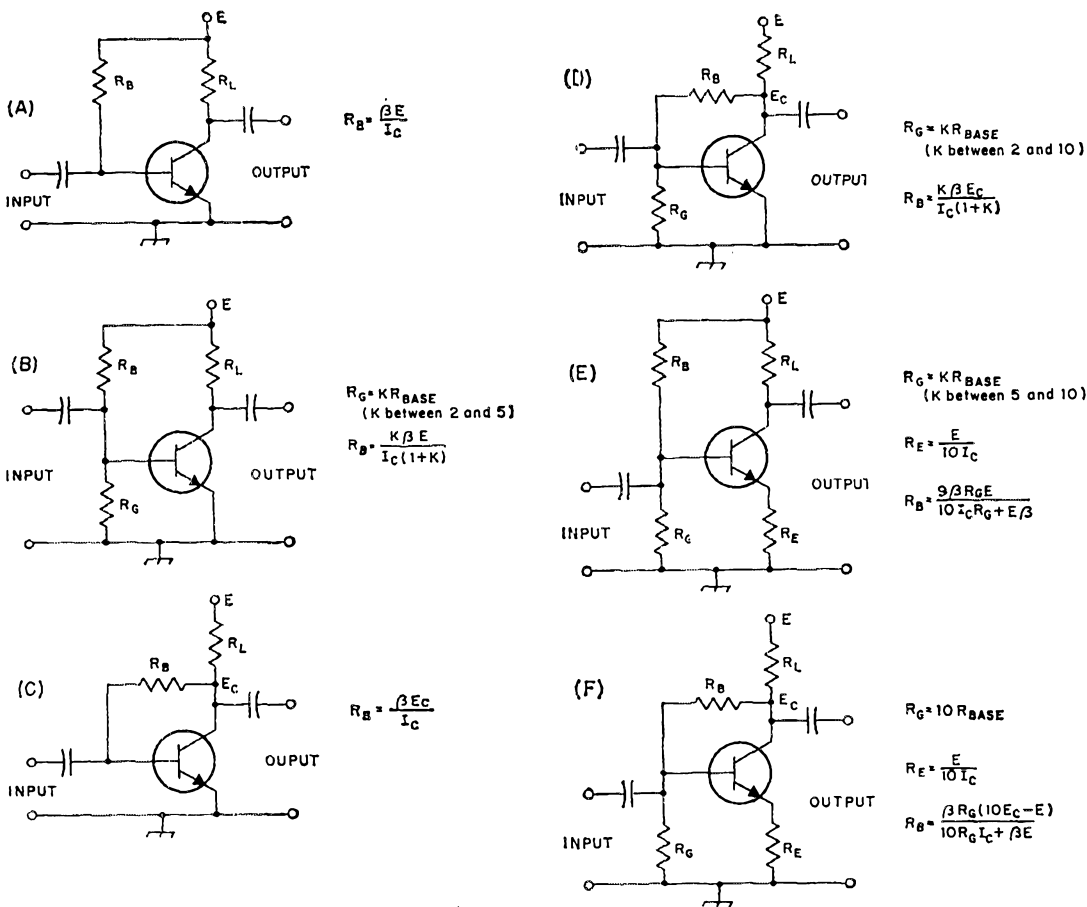 (A)
E
R_B
R_L
INPUT
OUTPUT
R_B = βE / I_C
(B)
E
R_B
R_L
R_G
INPUT
OUTPUT
R_G = KR_BASE
(K between 2 and 5)
R_B = KβE / I_C(1+K)
(C)
E
R_L
R_B
E_C
INPUT
OUPUT
R_B = βE_C / I_C
(D)
E
R_L
R_B
E_C
R_G
INPUT
OUTPUT
R_G = KR_BASE
(K between 2 and 10)
R_B = KβE_C / I_C(1+K)
(E)
E
R_B
R_L
R_G
R_E
INPUT
OUTPUT
R_G = KR_BASE
(K between 5 and 10)
R_E = E / 10I_C
R_B = 9βR_GE / 10I_CR_G+Eβ
(F)
E
R_L
R_B
E_C
R_G
R_E
INPUT
OUTPUT
R_G = 10R_BASE
R_E = E / 10I_C
R_B = βR_G(10E_C−E) / 10R_GI_C+βE